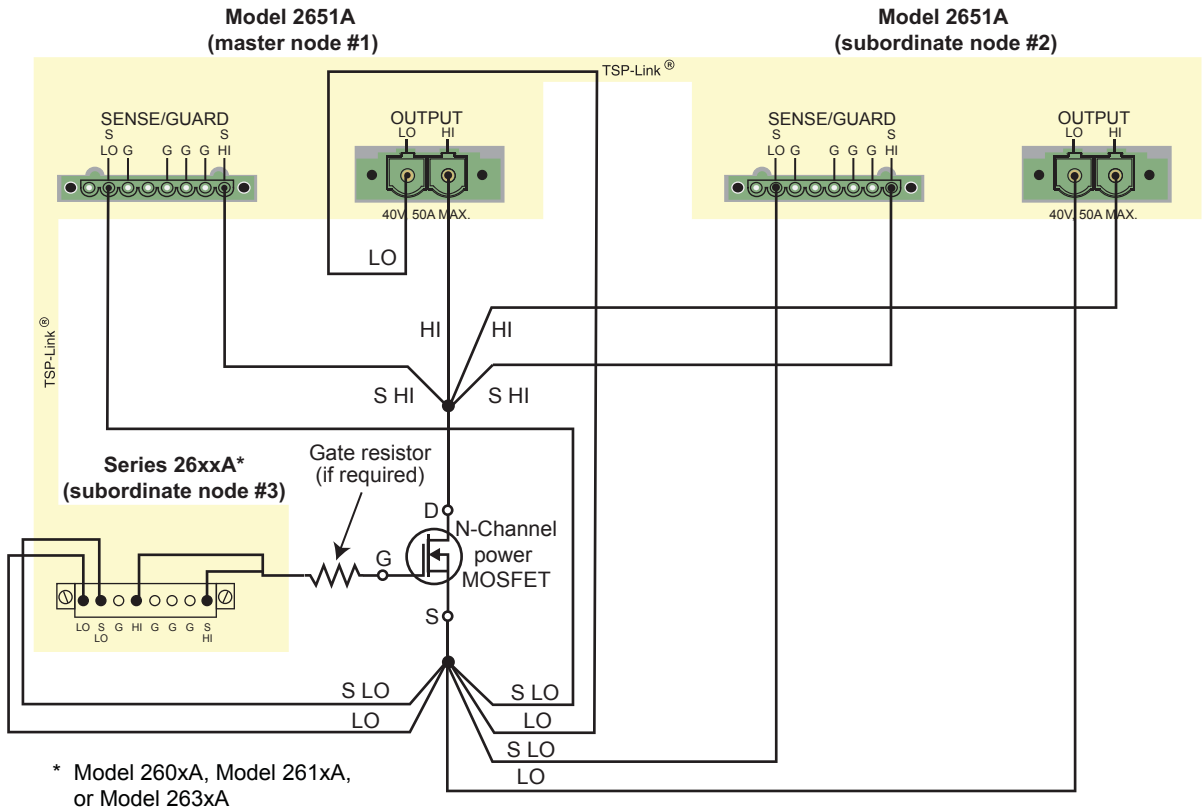 Model 2651A
(master node #1)
Model 2651A
(subordinate node #2)
TSP-Link ®
SENSE/GUARD
S S
LO G G G G HI
OUTPUT
LO HI
40V, 50A MAX.
SENSE/GUARD
S S
LO G G G G HI
OUTPUT
LO HI
40V, 50A MAX.
LO
TSP-Link ®
HI HI
S HI S HI
Series 26xxA*
(subordinate node #3)
Gate resistor
(if required)
D
N-Channel
power
MOSFET
G
S
LO S G HI G G G S
LO HI
S LO
LO
S LO
LO
S LO
LO
* Model 260xA, Model 261xA,
or Model 263xA